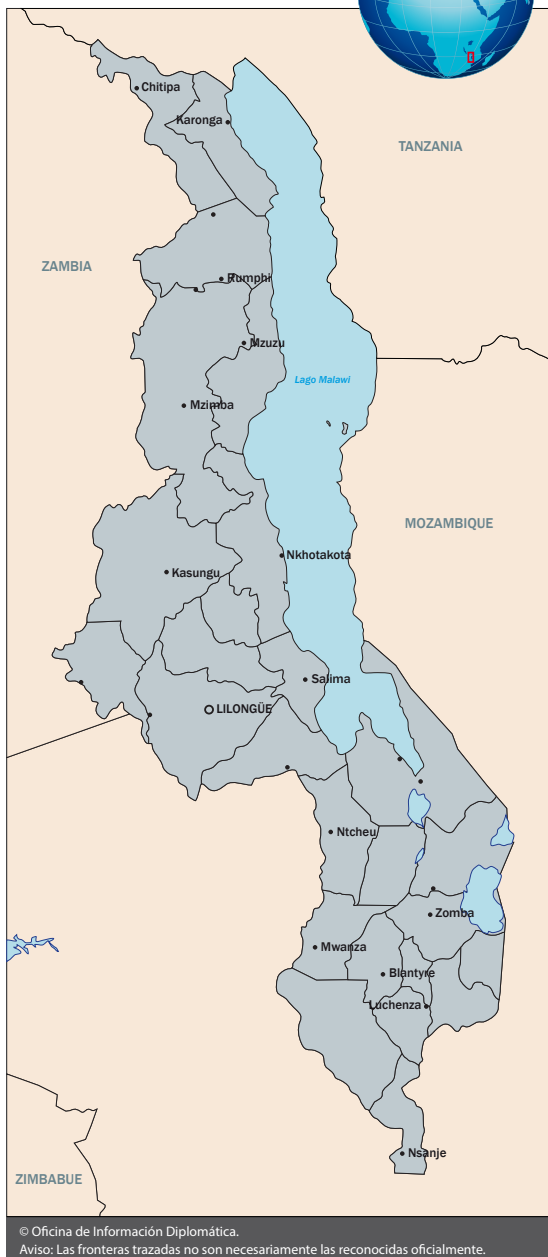 Chitipa
Karonga
TANZANIA
ZAMBIA
Rumphi
Mzuzu
Lago Malawi
Mzimba
MOZAMBIQUE
Nkhotakota
Kasungu
Salima
LILONGÜE
Ntcheu
Zomba
Mwanza
Blantyre
Luchenza
Nsanje
ZIMBABUE
© Oficina de Información Diplomática.
Aviso: Las fronteras trazadas no son necesariamente las reconocidas oficialmente.